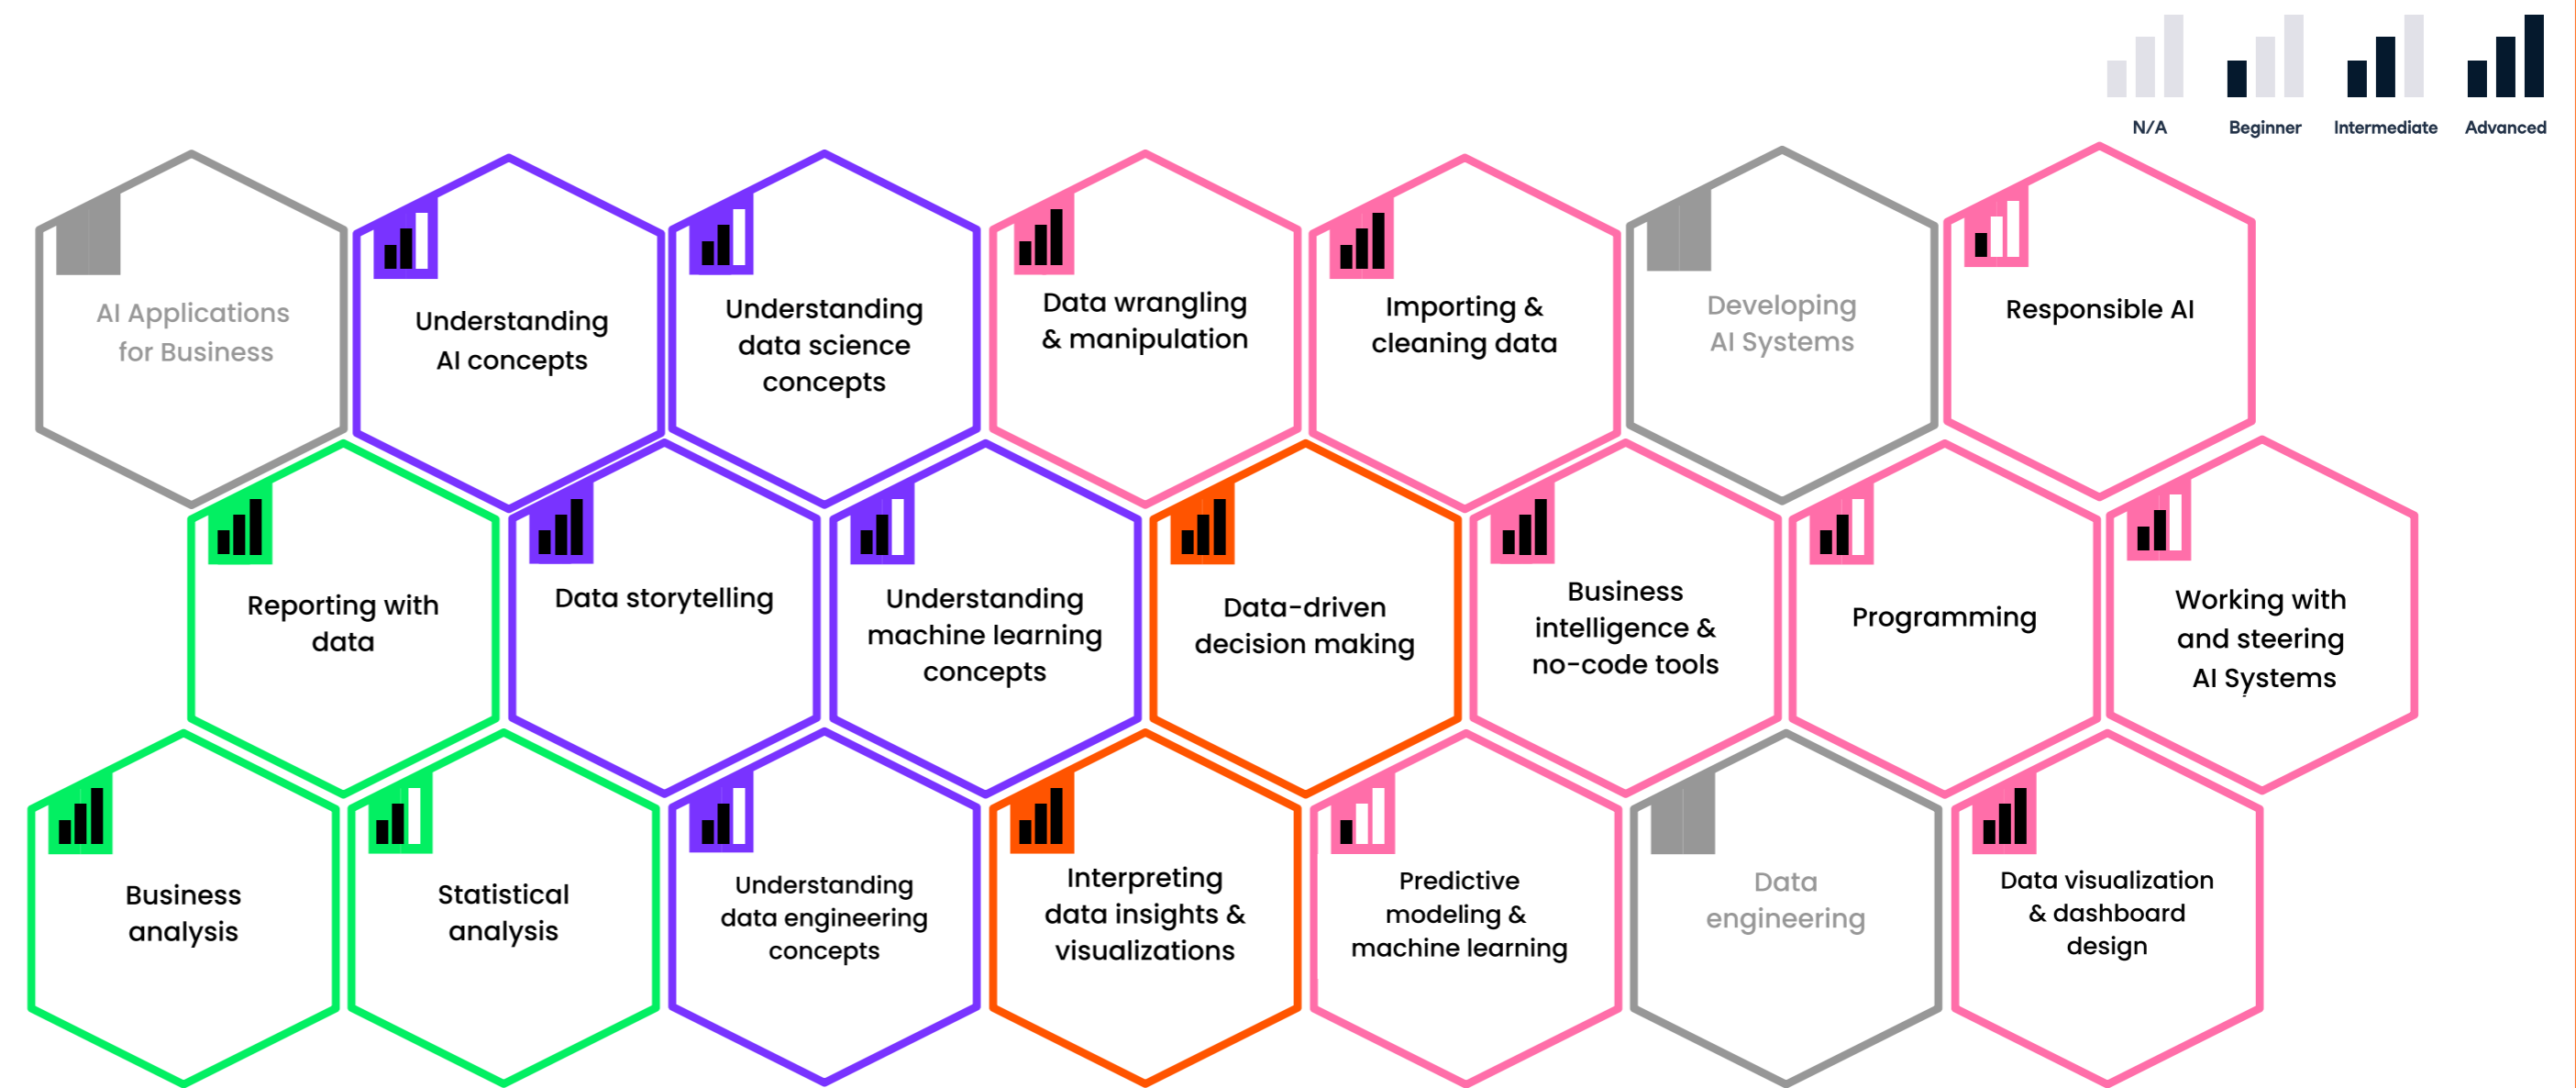 N/A
Beginner
Intermediate
Advanced
AI Applications
for Business
Understanding
AI concepts
Understanding
data science
concepts
Data wrangling
& manipulation
Importing &
cleaning data
Developing
AI Systems
Responsible AI
Reporting with
data
Data storytelling
Understanding
machine learning
concepts
Data-driven
decision making
Business
intelligence &
no-code tools
Programming
Working with
and steering
AI Systems
Business
analysis
Statistical
analysis
Understanding
data engineering
concepts
Interpreting
data insights &
visualizations
Predictive
modeling &
machine learning
Data
engineering
Data visualization
& dashboard
design